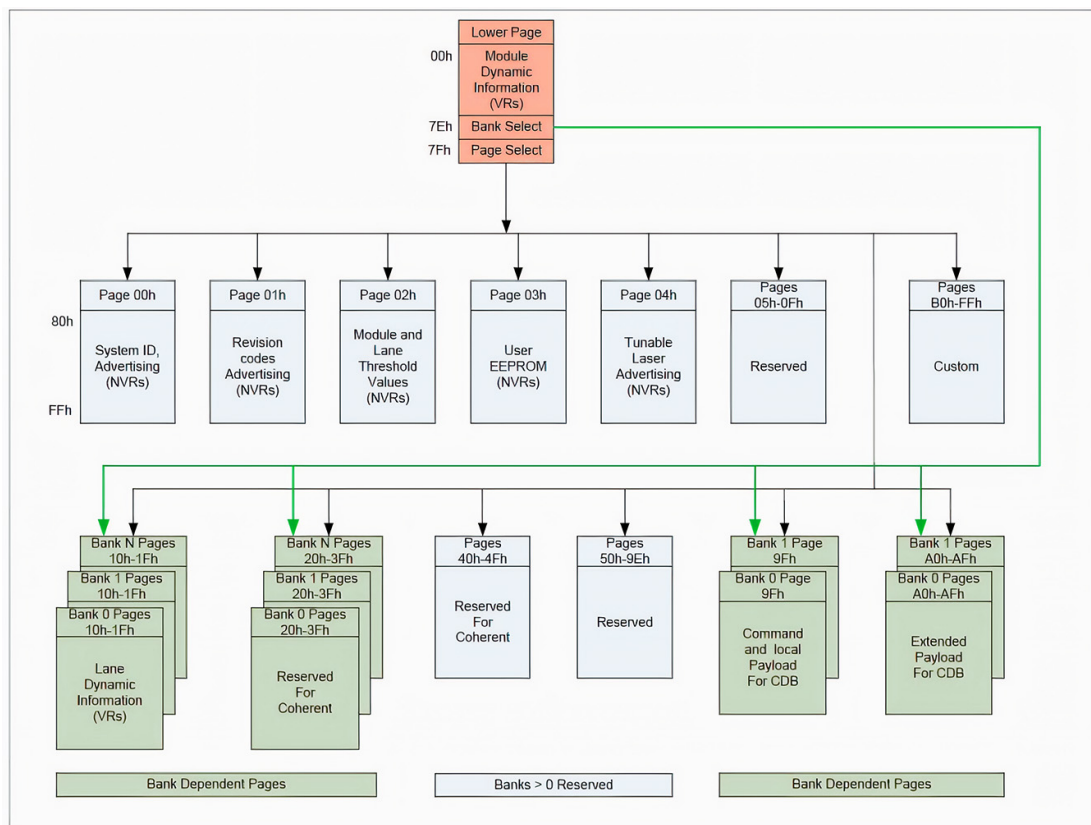 Lower Page
00h
Module
Dynamic
Information
(VRs)
7Eh
Bank Select
7Fh
Page Select
Page 00h
80h
System ID,
Advertising
(NVRs)
FFh
Page 01h
Revision
codes
Advertising
(NVRs)
Page 02h
Module and
Lane
Threshold
Values
(NVRs)
Page 03h
User
EEPROM
(NVRs)
Page 04h
Tunable
Laser
Advertising
(NVRs)
Pages
05h-0Fh
Reserved
Pages
B0h-FFh
Custom
Bank N Pages
10h-1Fh
Bank 1 Pages
10h-1Fh
Bank 0 Pages
10h-1Fh
Lane
Dynamic
Information
(VRs)
Bank N Pages
20h-3Fh
Bank 1 Pages
20h-3Fh
Bank 0 Pages
20h-3Fh
Reserved
For
Coherent
Pages
40h-4Fh
Reserved
For
Coherent
Pages
50h-9Eh
Reserved
Bank 1 Page
9Fh
Bank 0 Page
9Fh
Command
and local
Payload
For CDB
Bank 1 Pages
A0h-AFh
Bank 0 Pages
A0h-AFh
Extended
Payload
For CDB
Bank Dependent Pages
Banks > 0 Reserved
Bank Dependent Pages